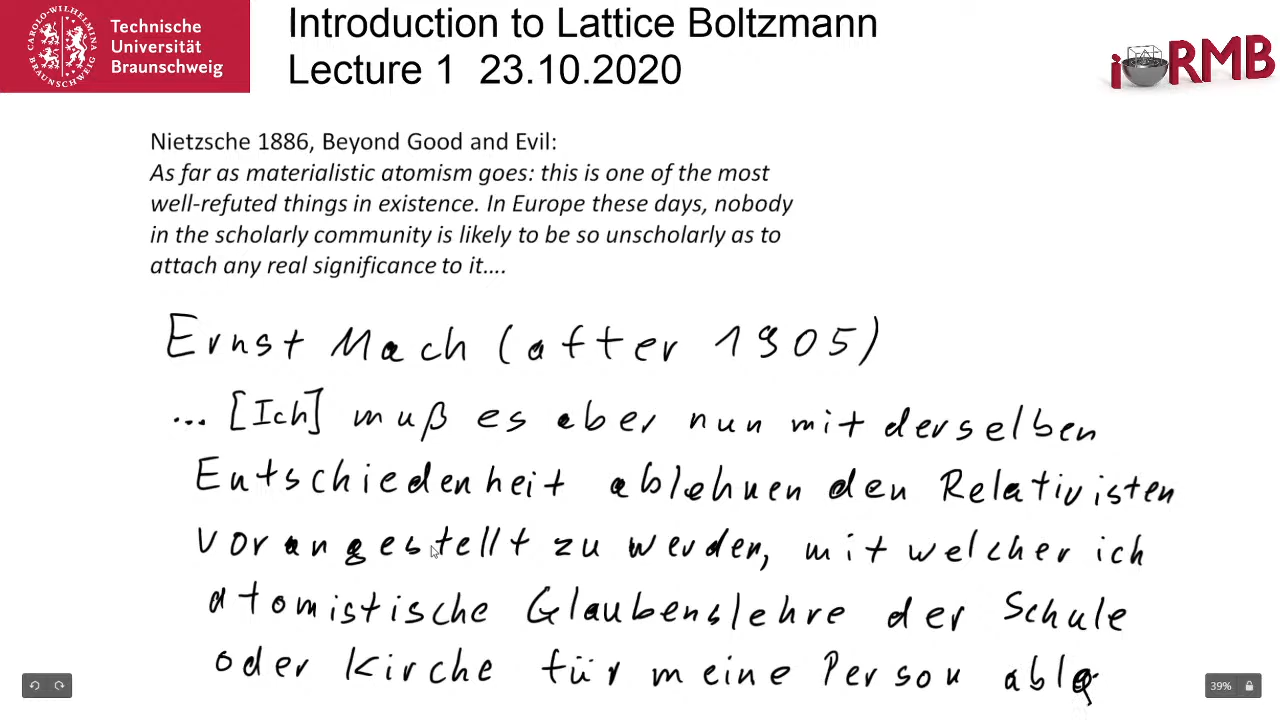 Technische
Universität
Braunschweig
Introduction to Lattice Boltzmann
Lecture 1 23.10.2020
iRMB
Nietzsche 1886, Beyond Good and Evil:
As far as materialistic atomism goes: this is one of the most
well-refuted things in existence. In Europe these days, nobody
in the scholarly community is likely to be so unscholarly as to
attach any real significance to it....
Ernst Mach (after 1905)
... [Ich] muß es aber nun mit derselben
Entschiedenheit ablehnen den Relativisten
vorangestellt zu werden, mit welcher ich
atomistische Glaubenslehre der Schule
oder Kirche für meine Person able
39%